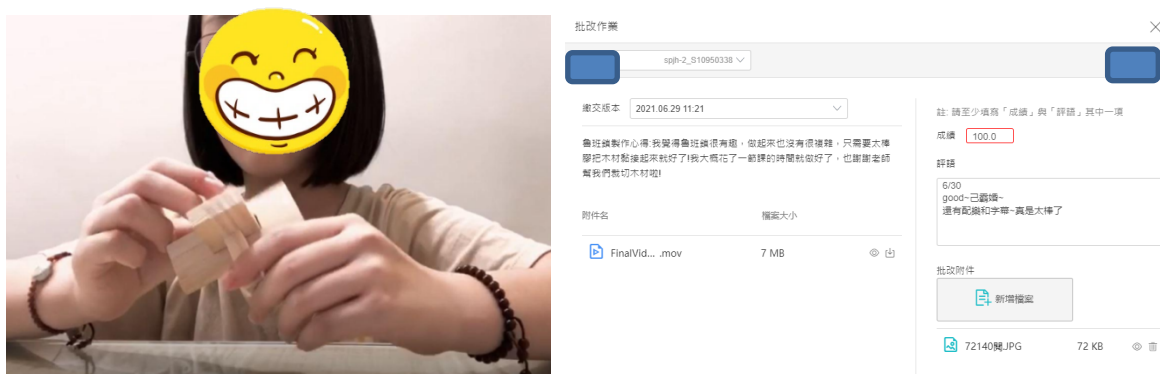 批改作業
spjh-2_S10950338
繳交版本 2021.06.29 11:21
魯班鎖製作心得:我覺得魯班鎖很有趣，做起來也沒有很複雜，只需要太棒
膠把木材黏接起來就好了!我大概花了一節課的時間就做好了，也謝謝老師
幫我們裁切木材啦!
附件名 檔案大小
FinalVid... .mov 7 MB
註: 請至少填寫「成績」與「評語」其中一項
成績 100.0
評語
6/30
good~已觀看~
還有配樂和字幕~真是太棒了
批改附件
新增檔案
72140開.JPG 72 KB